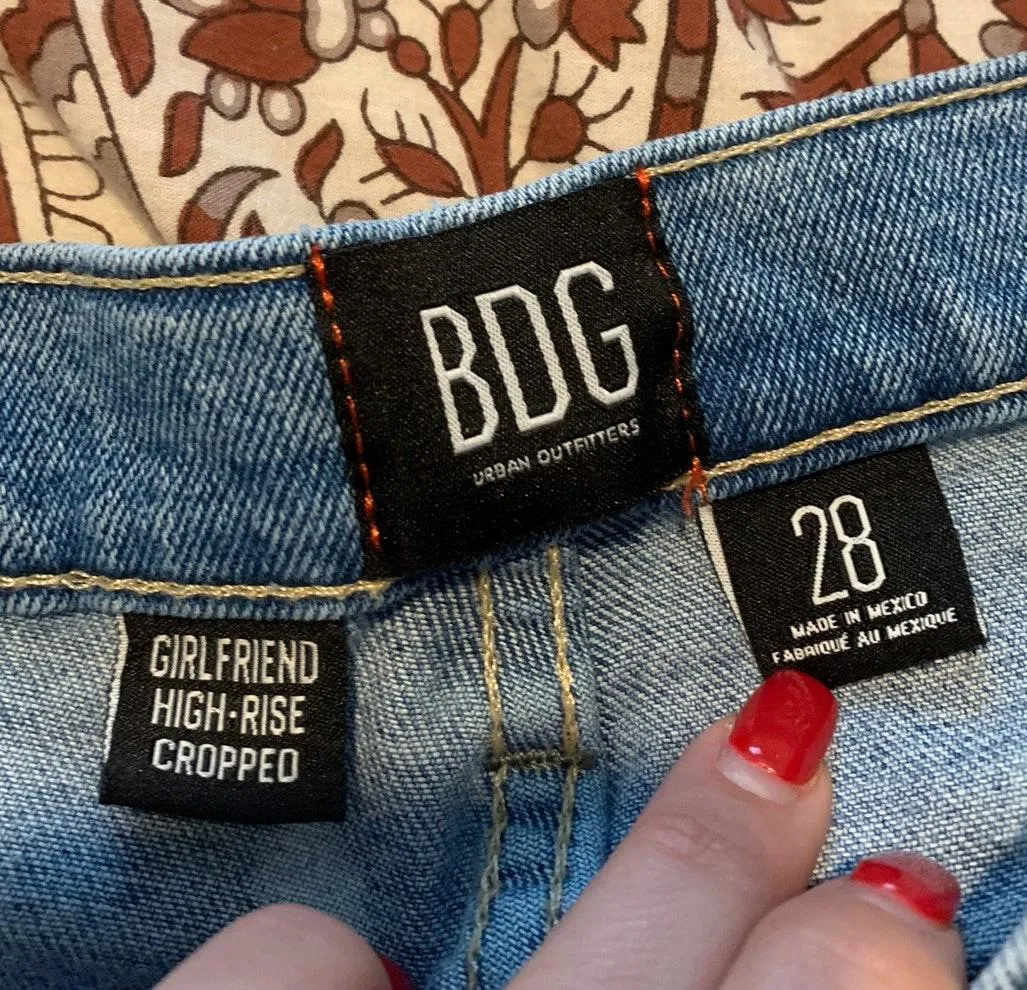 BDG
URBAN OUTFITTERS
28
MADE IN MEXICO
FABRIQUÉ AU MEXIQUE
GIRLFRIEND
HIGH•RISE
CROPPED